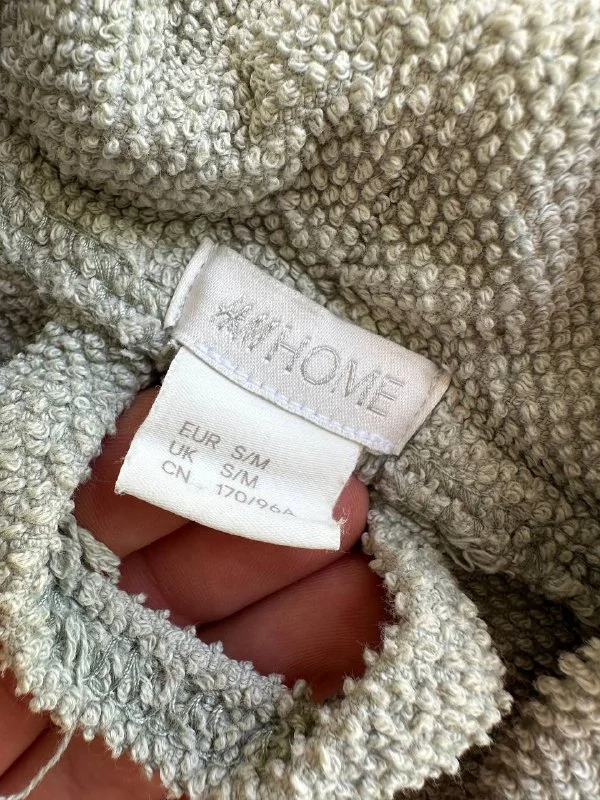 H&M HOME
EUR S/M
UK S/M
CN 170/96A